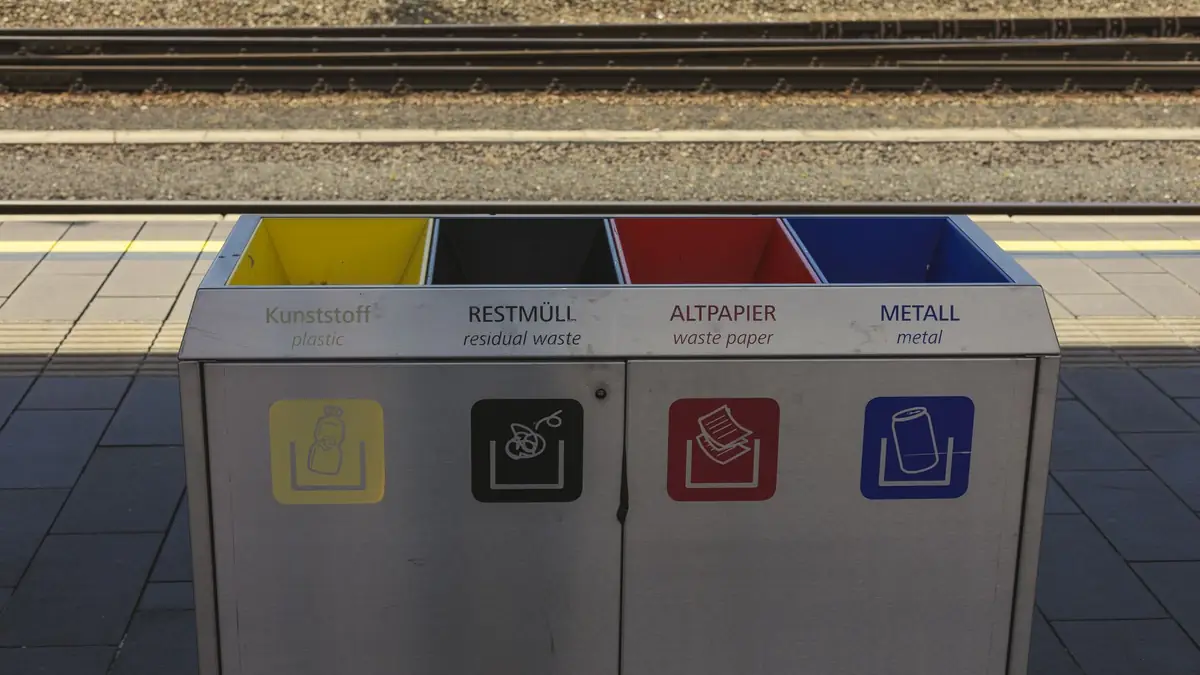 Kunststoff
plastic
RESTMÜLL
residual waste
ALTPAPIER
waste paper
METALL
metal